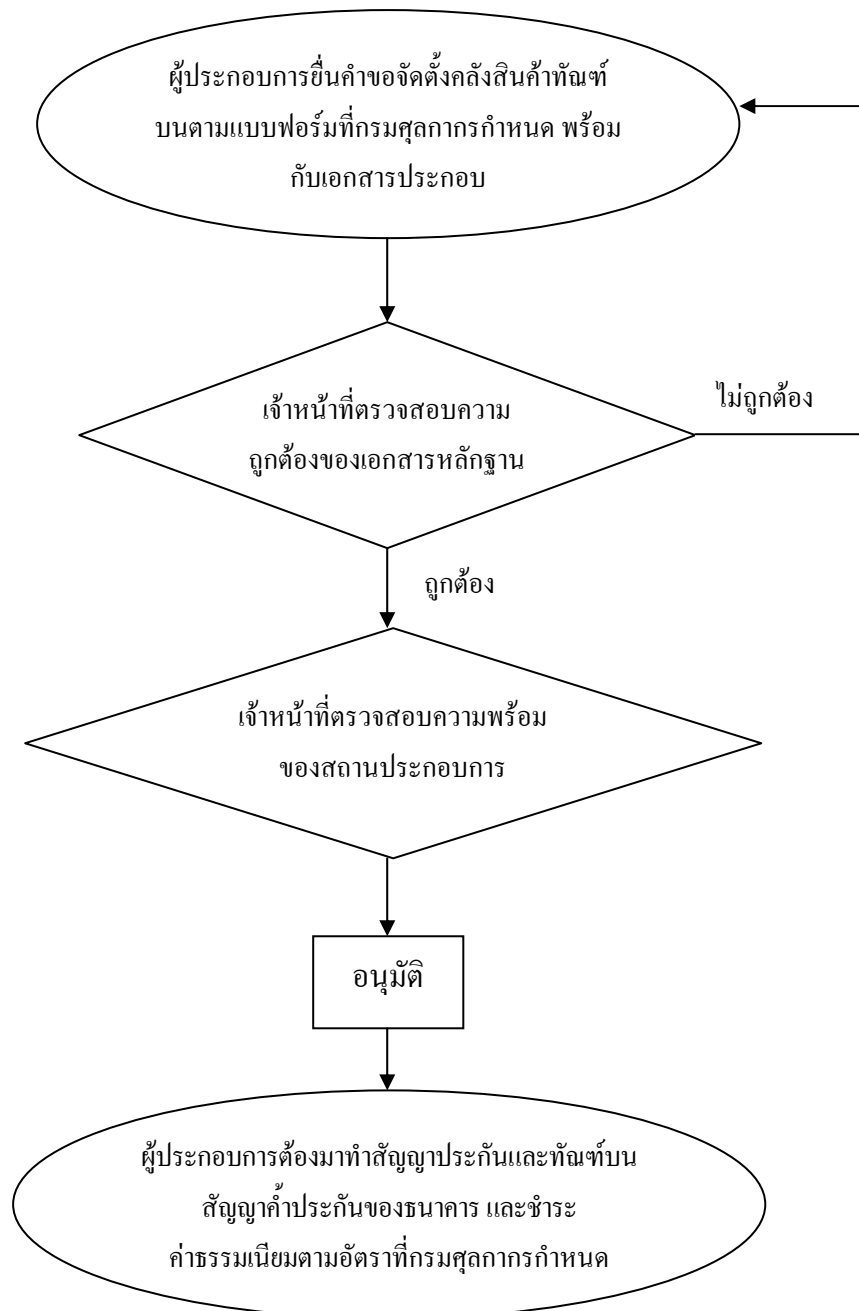 ผู้ประกอบการยื่นคำขอจัดตั้งคลังสินค้าทัณฑ์
บนตามแบบฟอร์มที่กรมศุลกากรกำหนด พร้อม
กับเอกสารประกอบ
เจ้าหน้าที่ตรวจสอบความ
ถูกต้องของเอกสารหลักฐาน
ไม่ถูกต้อง
ถูกต้อง
เจ้าหน้าที่ตรวจสอบความพร้อม
ของสถานประกอบการ
อนุมัติ
ผู้ประกอบการต้องมาทำสัญญาประกันและทัณฑ์บน
สัญญาค้ำประกันของธนาคาร และชำระ
ค่าธรรมเนียมตามอัตราที่กรมศุลกากรกำหนด